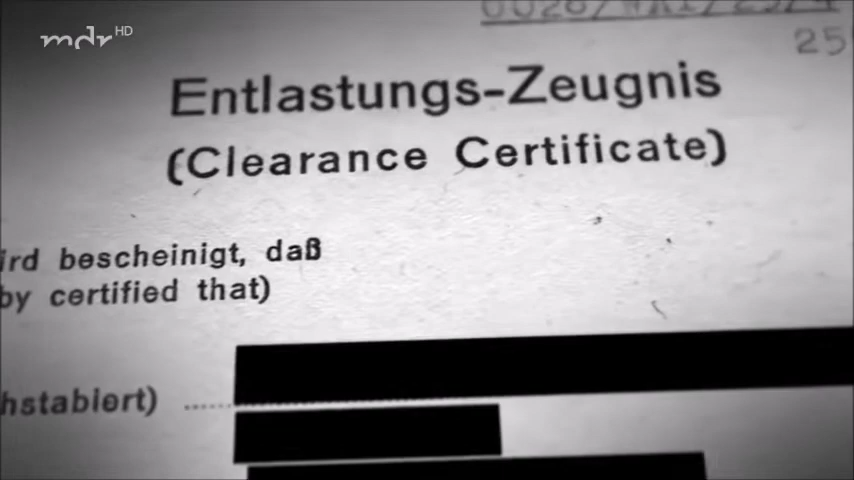 mdr HD
25
Entlastungs-Zeugnis
(Clearance Certificate)
ird bescheinigt, daß
by certified that)
hstabiert)